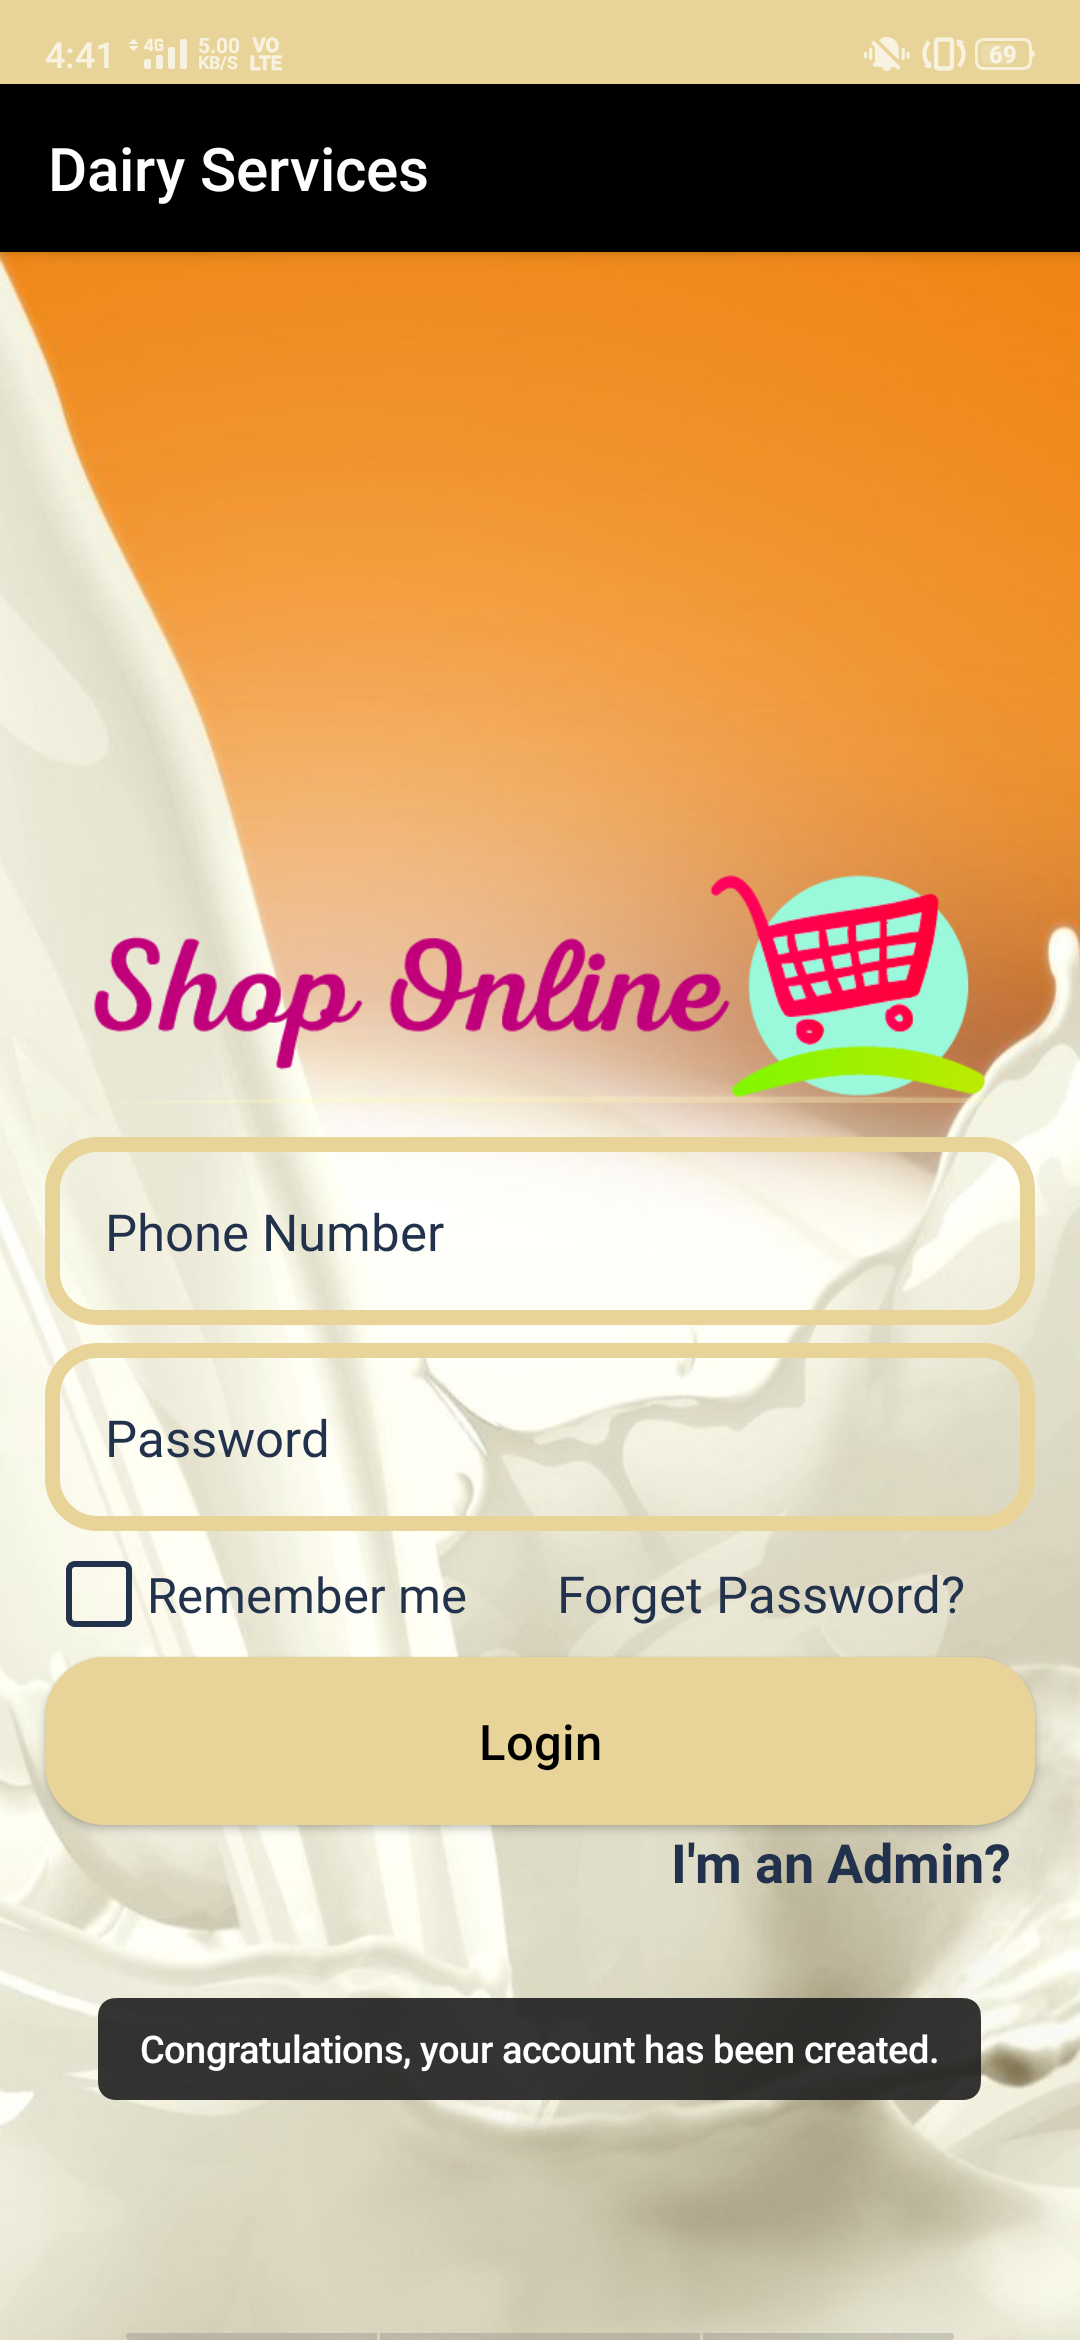 4:41 4G 5.00 KB/S VO LTE 69
Dairy Services
Shop Online
Phone Number
Password
Remember me Forget Password?
Login
I'm an Admin?
Congratulations, your account has been created.